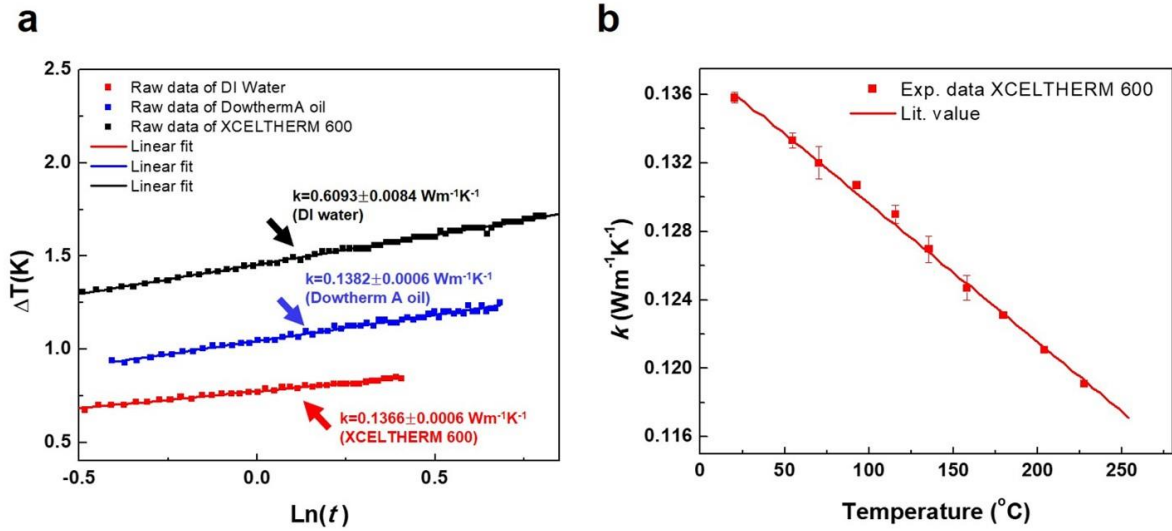 a
2.5
2.0
1.5
1.0
0.5
-0.5
0.0
0.5
ΔT(K)
Ln(t)
Raw data of DI Water
Raw data of DowthermA oil
Raw data of XCELTHERM 600
Linear fit
Linear fit
Linear fit
k=0.6093±0.0084 Wm⁻¹K⁻¹
(DI water)
k=0.1382±0.0006 Wm⁻¹K⁻¹
(Dowtherm A oil)
k=0.1366±0.0006 Wm⁻¹K⁻¹
(XCELTHERM 600)
b
0.136
0.132
0.128
0.124
0.120
0.116
0
50
100
150
200
250
k (Wm⁻¹K⁻¹)
Temperature (°C)
Exp. data XCELTHERM 600
Lit. value